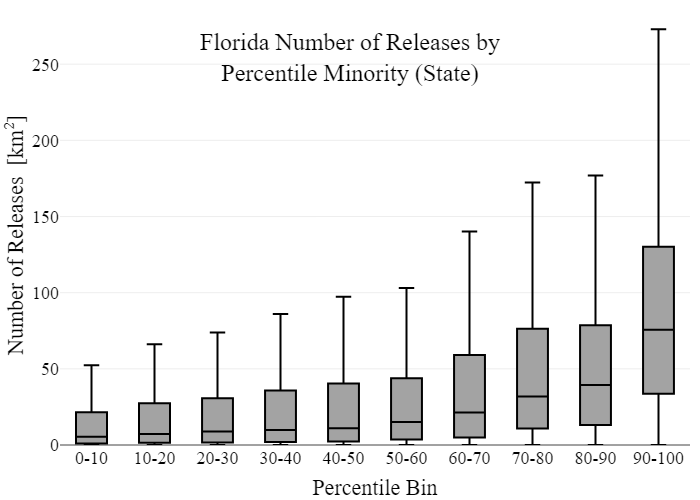 Florida Number of Releases by
Percentile Minority (State)
Number of Releases [km²]
250
200
150
100
50
0
0-10 10-20 20-30 30-40 40-50 50-60 60-70 70-80 80-90 90-100
Percentile Bin